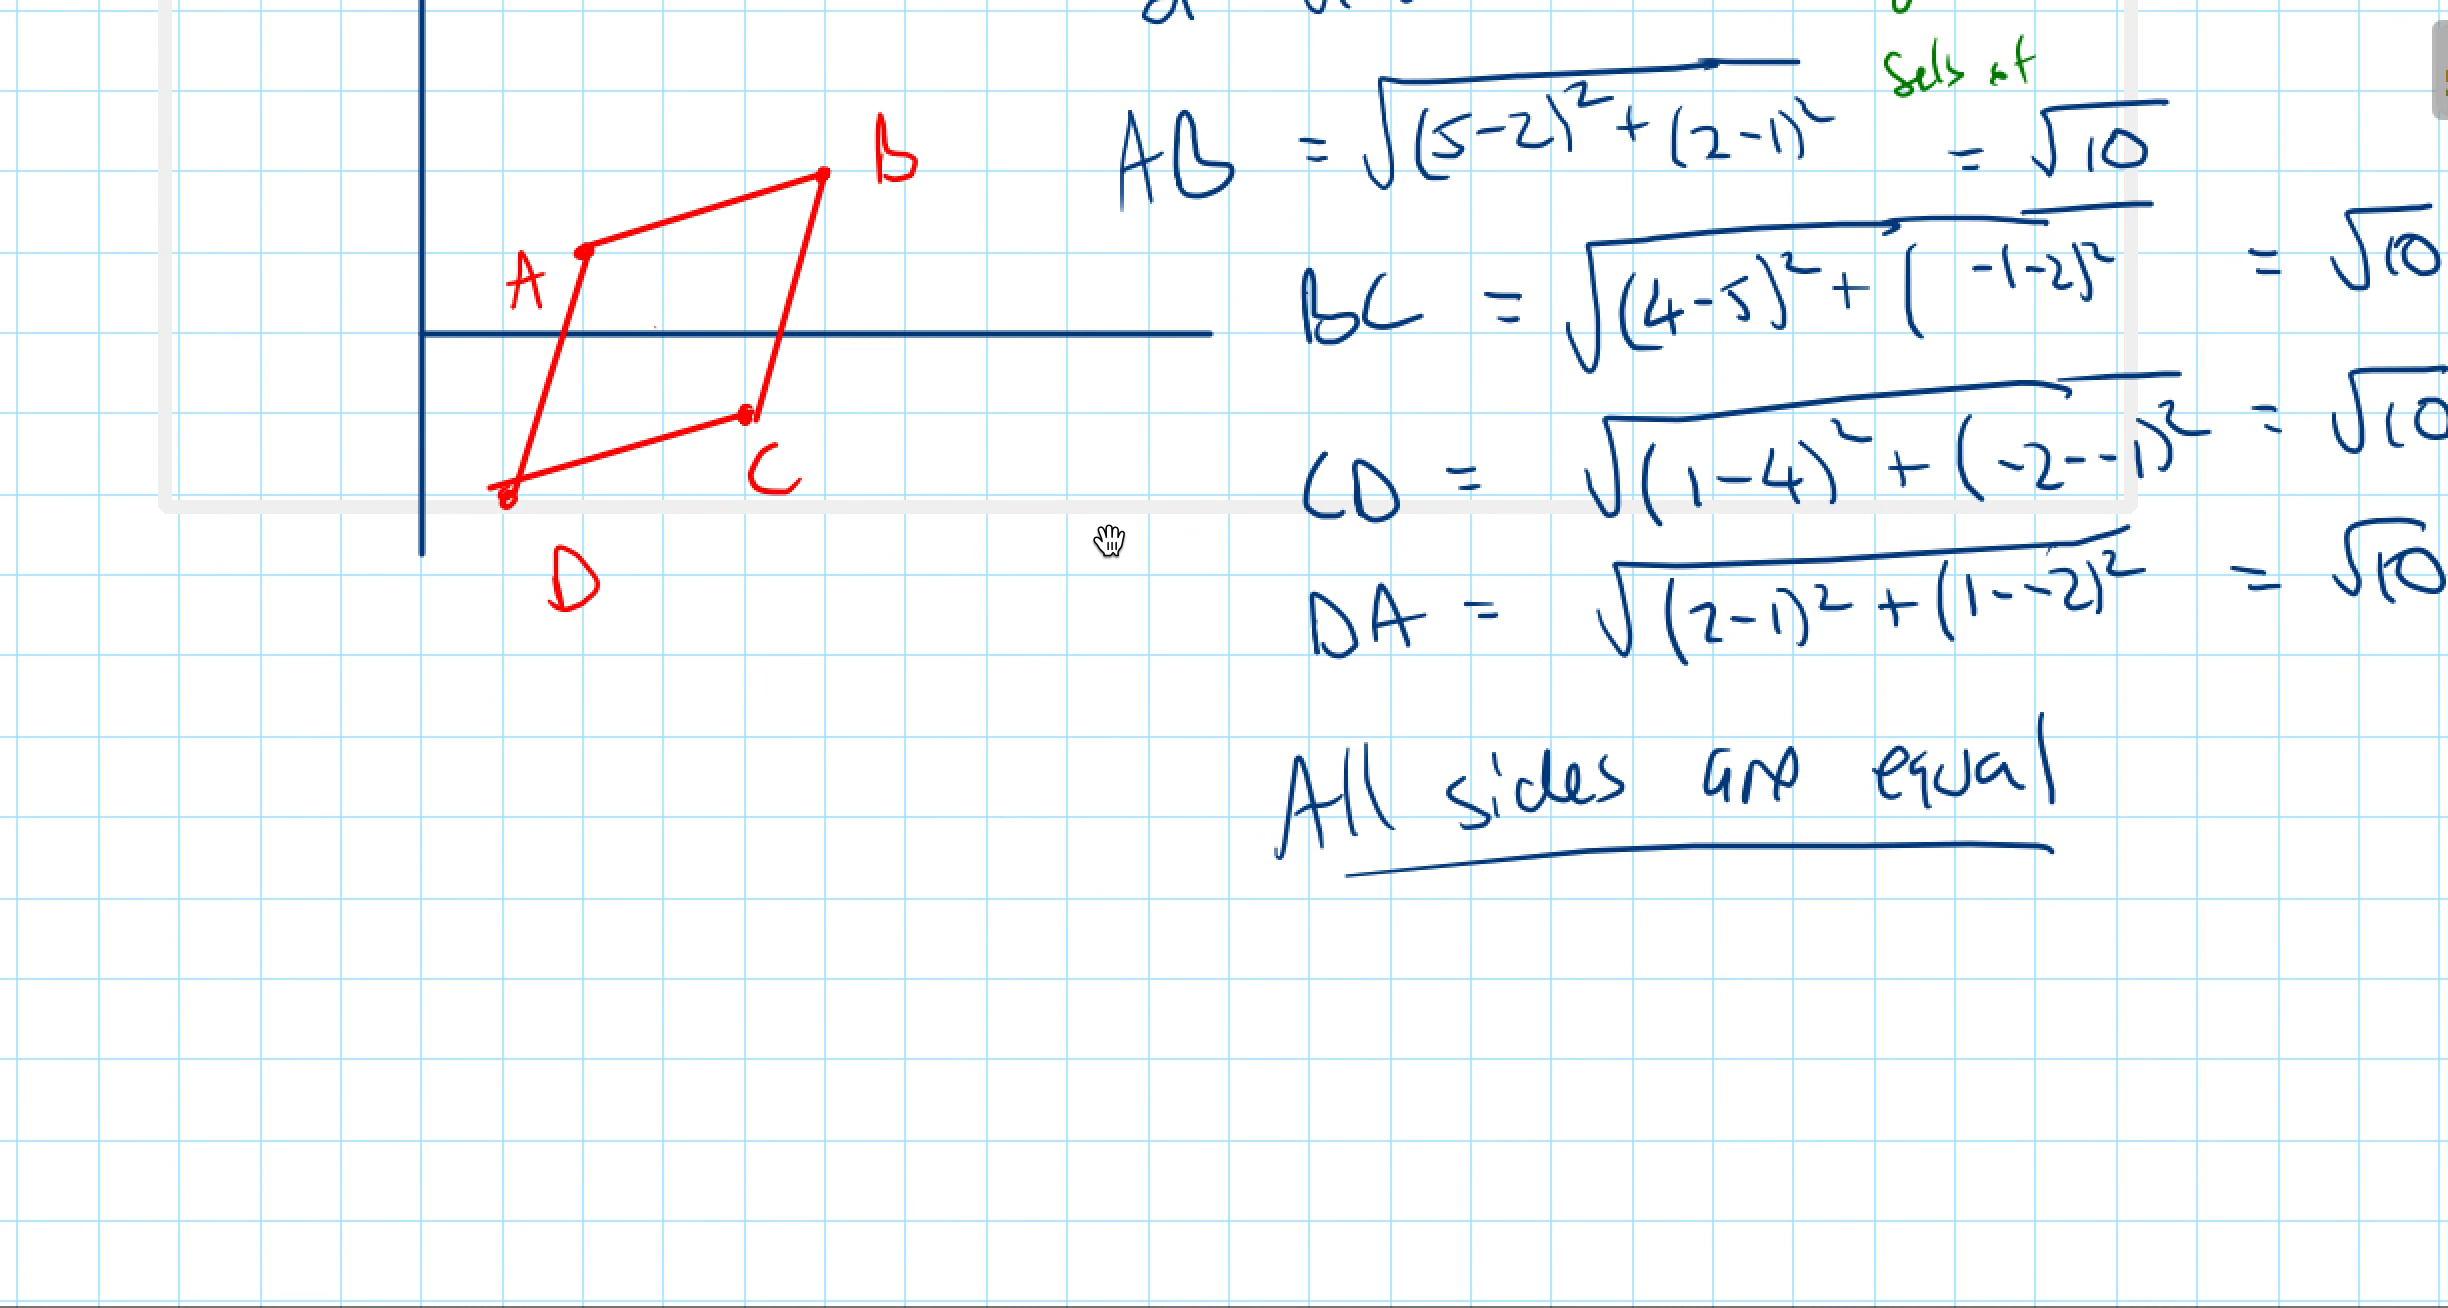 sels of
B
AB = √(5-2)² + (2-1)² = √10
A
BC = √(4-5)² + (-1-2)² = √10
C
CD = √(1-4)² + (-2--1)² = √10
D
DA = √(2-1)² + (1--2)² = √10
All sides are equal